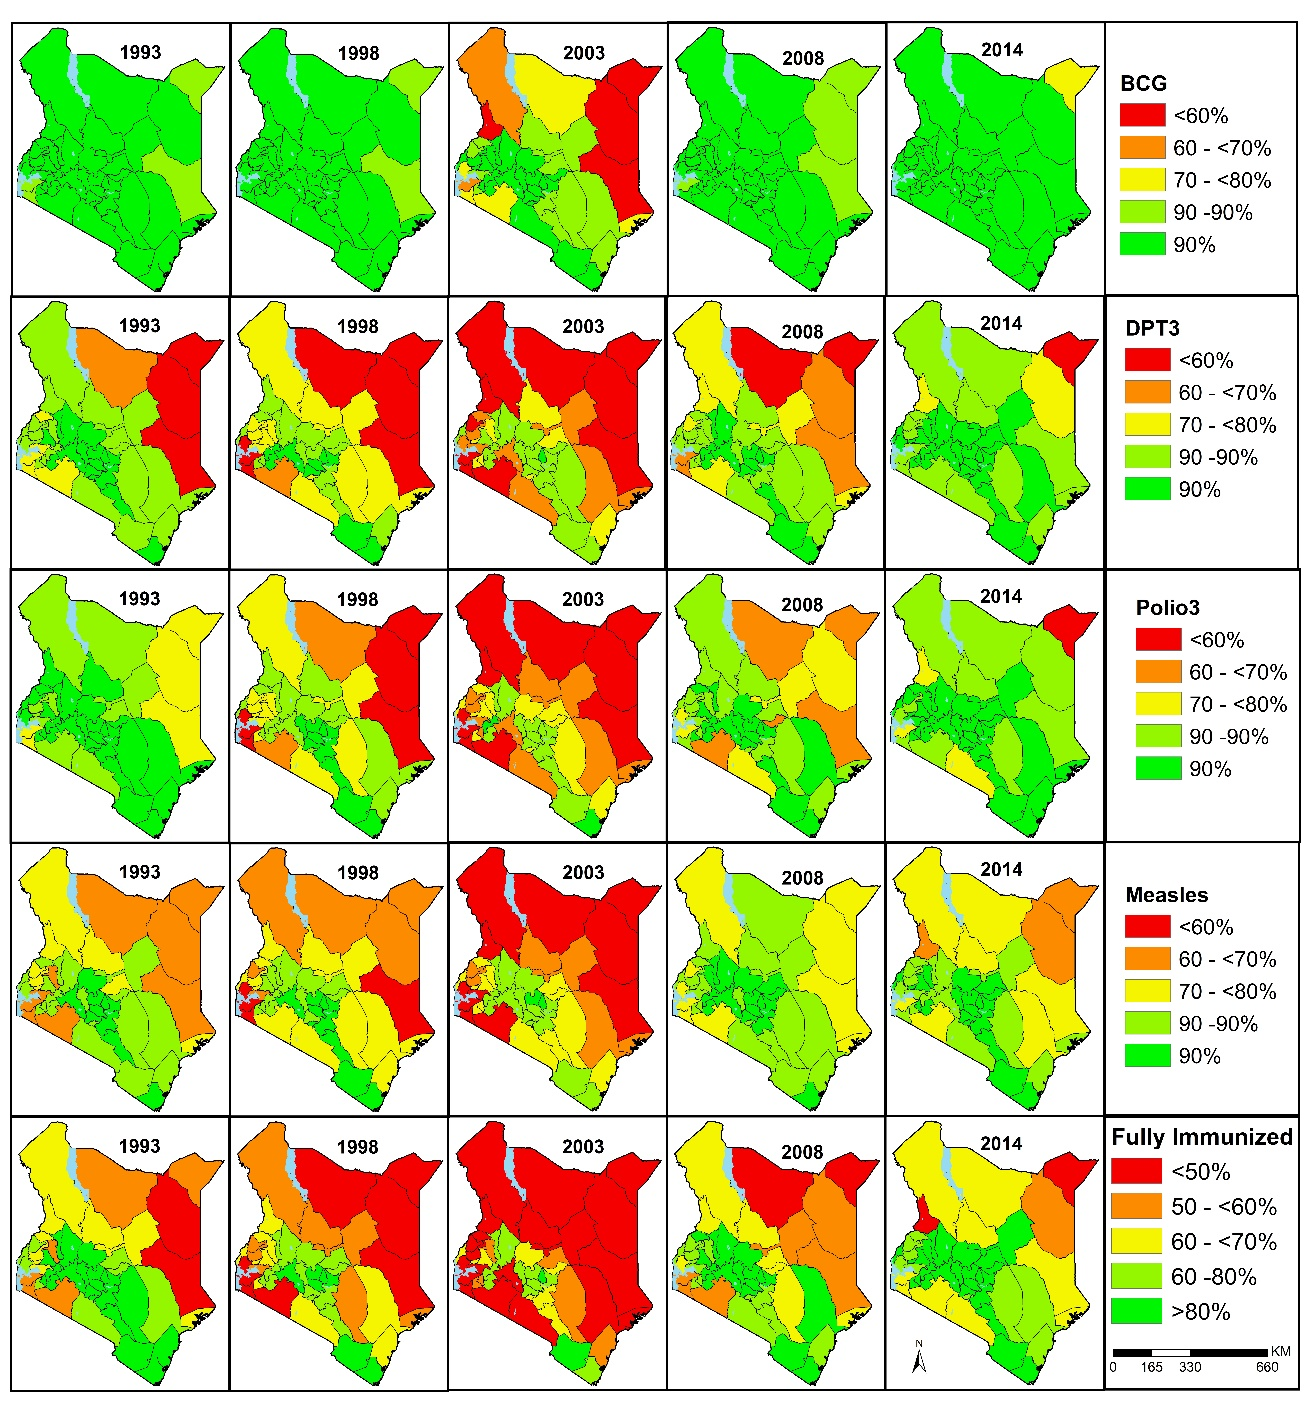 1993
1998
2003
2008
2014
BCG
<60%
60 - <70%
70 - <80%
90 -90%
90%
1993
1998
2003
2008
2014
DPT3
<60%
60 - <70%
70 - <80%
90 -90%
90%
1993
1998
2003
2008
2014
Polio3
<60%
60 - <70%
70 - <80%
90 -90%
90%
1993
1998
2003
2008
2014
Measles
<60%
60 - <70%
70 - <80%
90 -90%
90%
1993
1998
2003
2008
2014
Fully Immunized
<50%
50 - <60%
60 - <70%
60 -80%
>80%
N
KM
0 165 330 660